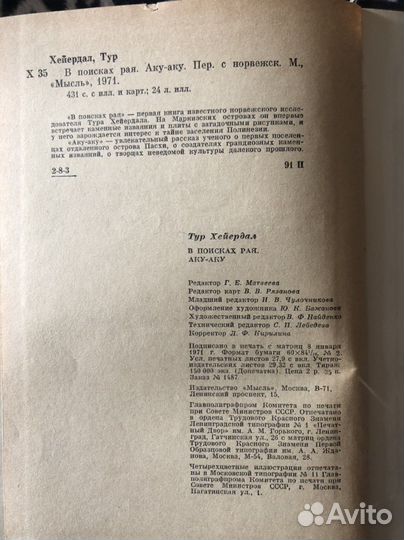 Хейердал, Тур
Х 35 В поисках рая. Аку-аку. Пер. с норвежск. М.,
«Мысль», 1971.
431 с. с илл. и карт.; 24 л. илл.
«В поисках рая» — первая книга известного норвежского иссле-
дователя Тура Хейердала. На Маркизских островах он впервые
встречает каменные изваяния и плиты с загадочными рисунками, и
у него зарождается интерес к тайне заселения Полинезии.
«Аку-аку» — увлекательный рассказ ученого о первых поселен-
цах отдаленного острова Пасхи, о создателях грандиозных камен-
ных изваяний, о творцах неведомой культуры далекого прошлого.
2-8-3
91 И
Тур Хейердал
В ПОИСКАХ РАЯ.
АКУ-АКУ
Редактор Г. Е. Матвеева
Редактор карт В. В. Рязанова
Младший редактор Н. В. Чулочникова
Оформление художника Ю. К. Бажанова
Художественный редактор В. Ф. Найденко
Технический редактор С. П. Лебедева
Корректор Л. Ф. Кирилина
Подписано в печать с матриц 8 января
1971 г. Формат бумаги 60×84 1/16, № 2.
Усл. печатных листов 27,9 с вкл. Учетно-
издательских листов 29,32 с вкл Тираж
150 000 экз. (Допечатка). Цена 2 р. к.
Заказ № 1487.
Издательство «Мысль», Москва, В-71,
Ленинский проспект, 15.
Главполиграфпром Комитета по печати
при Совете Министров СССР. Отпечатано
в ордена Трудового Красного Знамени
Ленинградской типографии № 1 «Печат-
ный Двор» им. А. М. Горького, г. Ленин-
град, Гатчинская ул., 26 с матриц ордена
Трудового Красного Знамени Первой
Образцовой типографии им. А. А. Жда-
нова, Москва, М-54, Валовая, 28.
Четырехцветные иллюстрации отпечата-
ны в Московской типографии № 11 Глав-
полиграфпрома Комитета по печати при
Совете Министров СССР, г. Москва,
Нагатинская ул., 1.
Avito